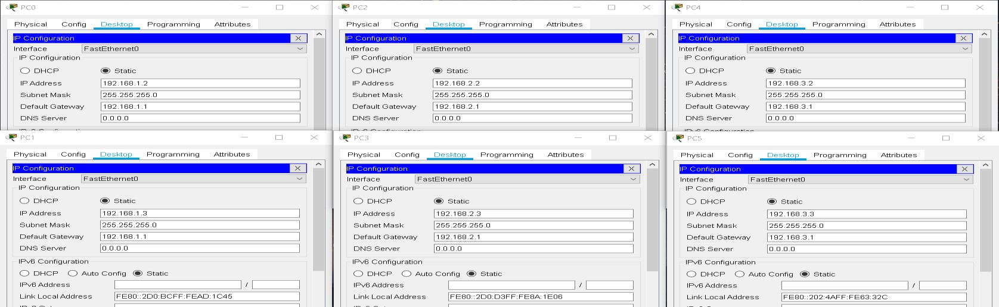 PC0
Physical Config Desktop Programming Attributes
IP Configuration X
Interface FastEthernet0
IP Configuration
DHCP Static
IP Address 192.168.1.2
Subnet Mask 255.255.255.0
Default Gateway 192.168.1.1
DNS Server 0.0.0.0
PC2
Physical Config Desktop Programming Attributes
IP Configuration X
Interface FastEthernet0
IP Configuration
DHCP Static
IP Address 192.168.2.2
Subnet Mask 255.255.255.0
Default Gateway 192.168.2.1
DNS Server 0.0.0.0
PC4
Physical Config Desktop Programming Attributes
IP Configuration X
Interface FastEthernet0
IP Configuration
DHCP Static
IP Address 192.168.3.2
Subnet Mask 255.255.255.0
Default Gateway 192.168.3.1
DNS Server 0.0.0.0
PC1
Physical Config Desktop Programming Attributes
IP Configuration X
Interface FastEthernet0
IP Configuration
DHCP Static
IP Address 192.168.1.3
Subnet Mask 255.255.255.0
Default Gateway 192.168.1.1
DNS Server 0.0.0.0
IPv6 Configuration
DHCP Auto Config Static
IPv6 Address /
Link Local Address FE80::2D0:BCFF:FEAD:1C45
PC3
Physical Config Desktop Programming Attributes
IP Configuration X
Interface FastEthernet0
IP Configuration
DHCP Static
IP Address 192.168.2.3
Subnet Mask 255.255.255.0
Default Gateway 192.168.2.1
DNS Server 0.0.0.0
IPv6 Configuration
DHCP Auto Config Static
IPv6 Address /
Link Local Address FE80::2D0:D3FF:FE8A:1E06
PC5
Physical Config Desktop Programming Attributes
IP Configuration X
Interface FastEthernet0
IP Configuration
DHCP Static
IP Address 192.168.3.3
Subnet Mask 255.255.255.0
Default Gateway 192.168.3.1
DNS Server 0.0.0.0
IPv6 Configuration
DHCP Auto Config Static
IPv6 Address /
Link Local Address FE80::202:4AFF:FE63:32C